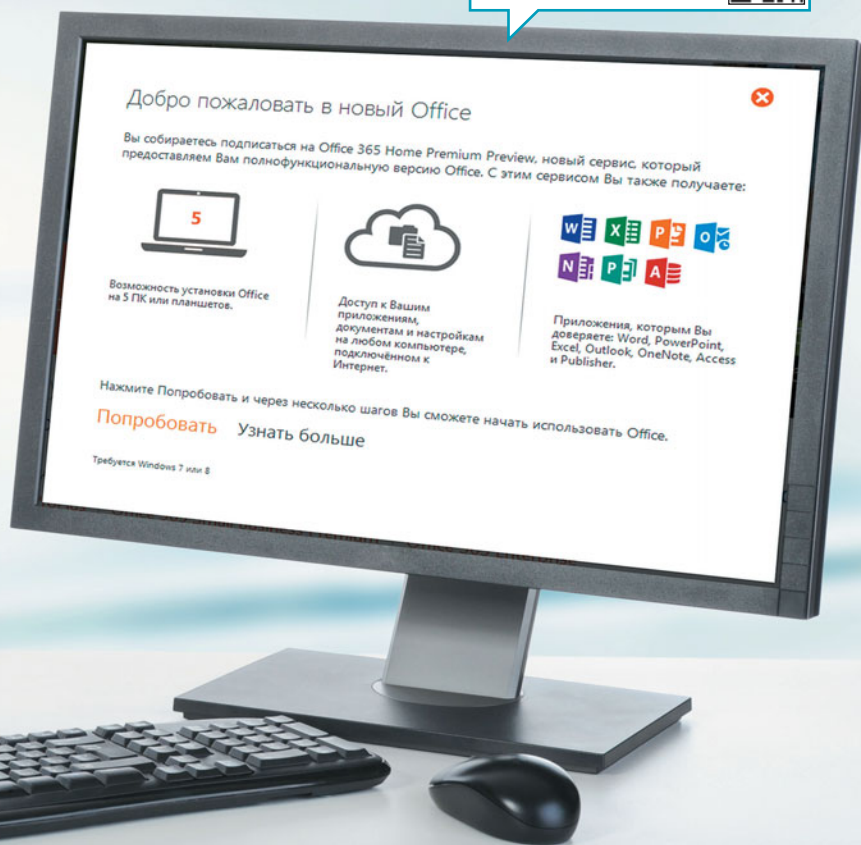 Добро пожаловать в новый Office
Вы собираетесь подписаться на Office 365 Home Premium Preview, новый сервис, который
предоставляем Вам полнофункциональную версию Office. С этим сервисом Вы также получаете:
5
Возможность установки Office
на 5 ПК или планшетов.
Доступ к Вашим
приложениям,
документам и настройкам
на любом компьютере,
подключённом к
Интернет.
W X P O
N P A
Приложения, которым Вы
доверяете: Word, PowerPoint,
Excel, Outlook, OneNote, Access
и Publisher.
Нажмите Попробовать и через несколько шагов Вы сможете начать использовать Office.
Попробовать Узнать больше
Требуется Windows 7 или 8